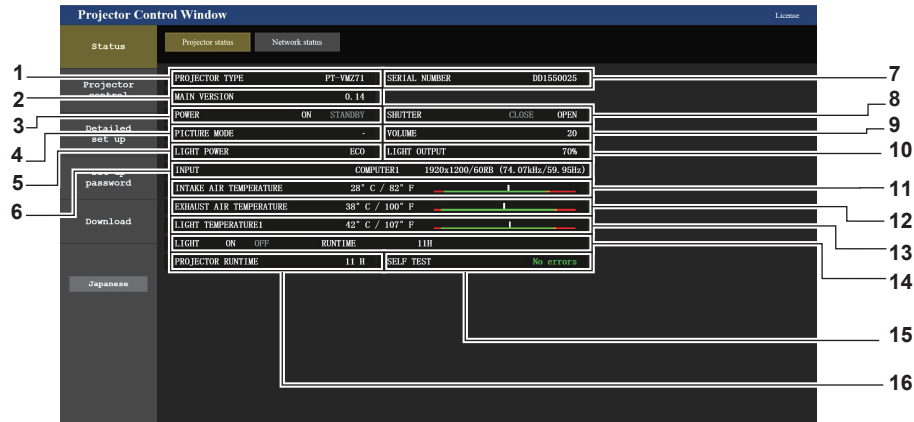 Projector Control Window
License
Status
Projector status
Network status
Projector
control
Detailed
set up
Set up
password
Download
Japanese
PROJECTOR TYPE PT-VMZ71 SERIAL NUMBER DD1550025
MAIN VERSION 0.14
POWER ON STANDBY SHUTTER CLOSE OPEN
PICTURE MODE - VOLUME 20
LIGHT POWER ECO LIGHT OUTPUT 70%
INPUT COMPUTER1 1920x1200/60RB (74.07kHz/59.95Hz)
INTAKE AIR TEMPERATURE 28° C / 82° F
EXHAUST AIR TEMPERATURE 38° C / 100° F
LIGHT TEMPERATURE1 42° C / 107° F
LIGHT ON OFF RUNTIME 11H
PROJECTOR RUNTIME 11 H SELF TEST No errors
1
2
3
4
5
6
7
8
9
10
11
12
13
14
15
16